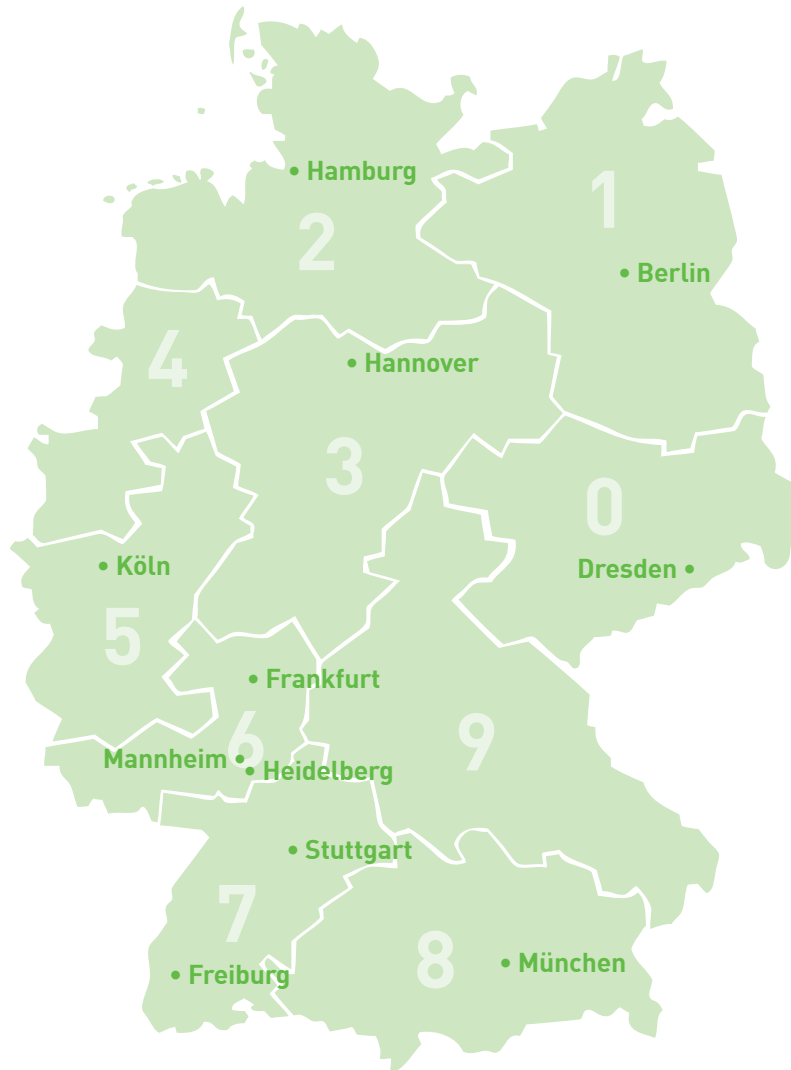 Hamburg
1
2
Berlin
4
Hannover
3
0
Köln
Dresden
5
Frankfurt
6
9
Mannheim
Heidelberg
Stuttgart
7
8
München
Freiburg